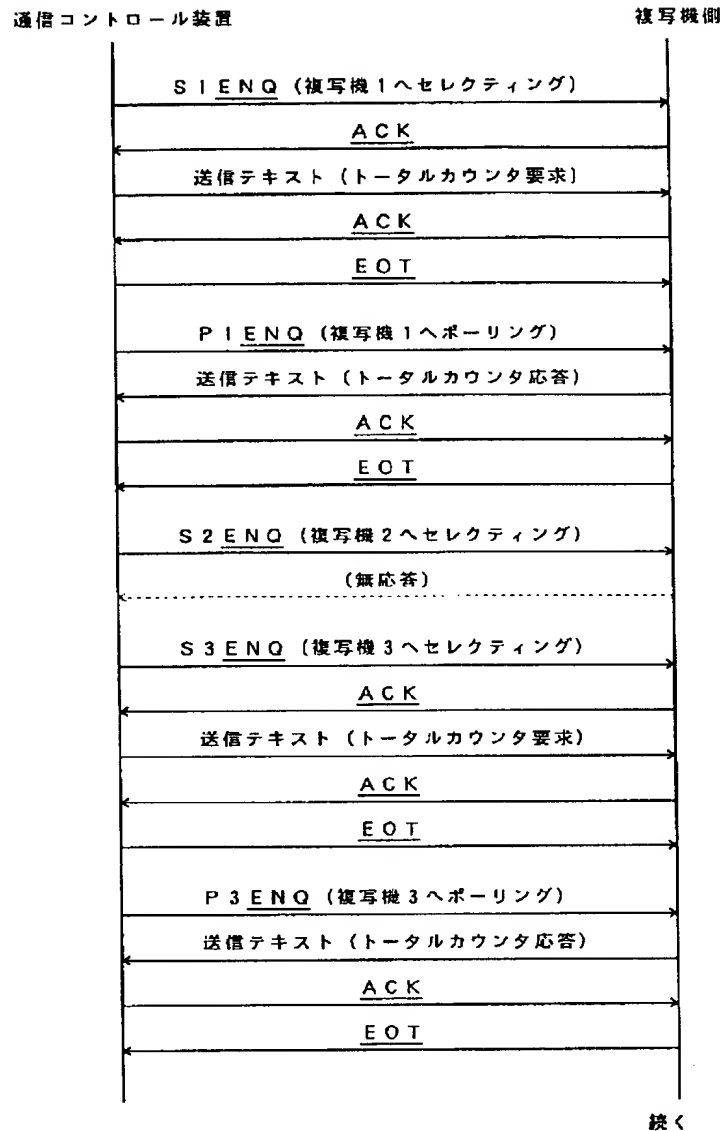 通信コントロール装置 複写機側
S1ENQ (複写機1へセレクティング)
ACK
送信テキスト (トータルカウンタ要求)
ACK
EOT
P1ENQ (複写機1へポーリング)
送信テキスト (トータルカウンタ応答)
ACK
EOT
S2ENQ (複写機2へセレクティング)
(無応答)
S3ENQ (複写機3へセレクティング)
ACK
送信テキスト (トータルカウンタ要求)
ACK
EOT
P3ENQ (複写機3へポーリング)
送信テキスト (トータルカウンタ応答)
ACK
EOT
続く